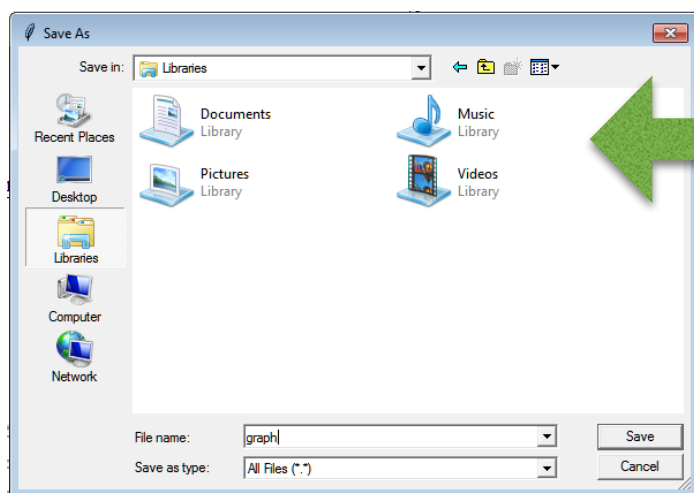 Save As
Save in: Libraries
Recent Places
Desktop
Libraries
Computer
Network
Documents
Library
Music
Library
Pictures
Library
Videos
Library
File name: graph
Save
Save as type: All Files (*.*)
Cancel